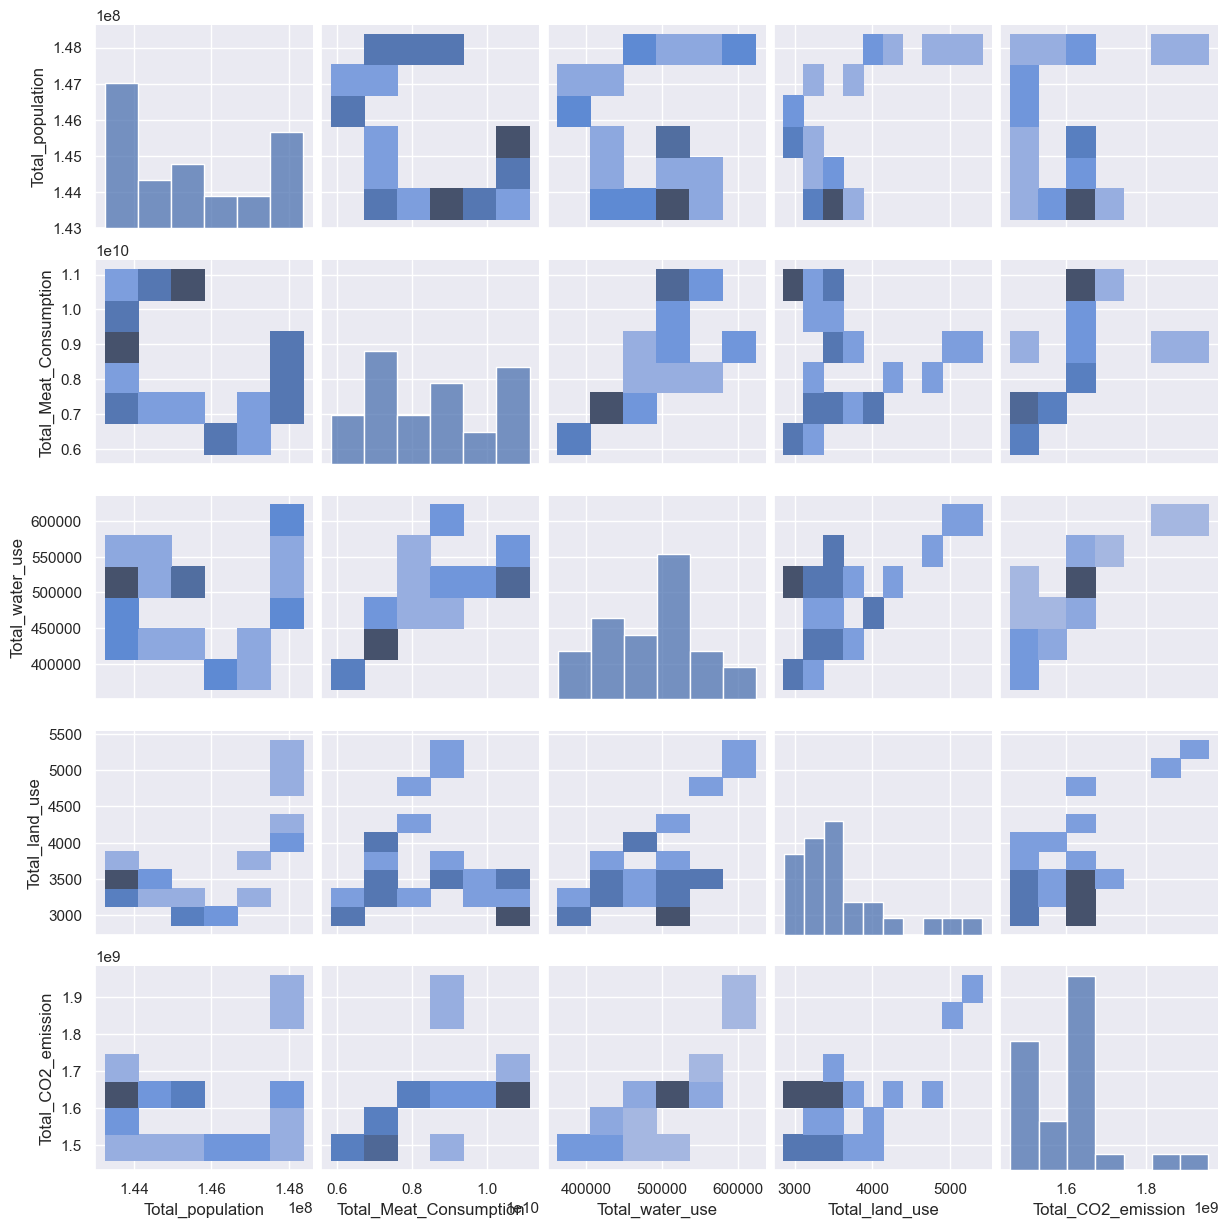 1e8
1.48
1.47
1.46
1.45
1.44
1.43
Total_population
1e10
1.1
1.0
0.9
0.8
0.7
0.6
Total_Meat_Consumption
600000
550000
500000
450000
400000
Total_water_use
5500
5000
4500
4000
3500
3000
Total_land_use
1e9
1.9
1.8
1.7
1.6
1.5
Total_CO2_emission
1.44 1.46 1.48 0.6 0.8 1.0 400000 500000 600000 3000 4000 5000 1.6 1.8
Total_population 1e8 Total_Meat_Consumption 1e10 Total_water_use Total_land_use Total_CO2_emission 1e9